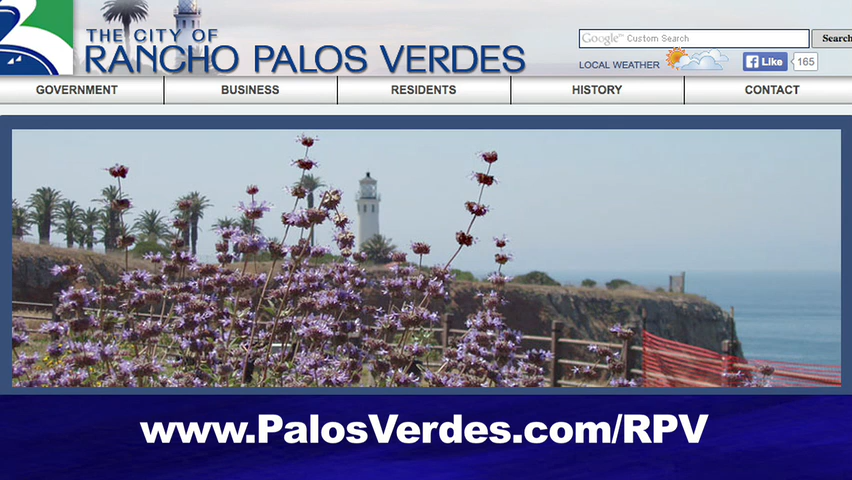 THE CITY OF
RANCHO PALOS VERDES
Google™ Custom Search
Search
LOCAL WEATHER
Like
165
GOVERNMENT
BUSINESS
RESIDENTS
HISTORY
CONTACT
www.PalosVerdes.com/RPV